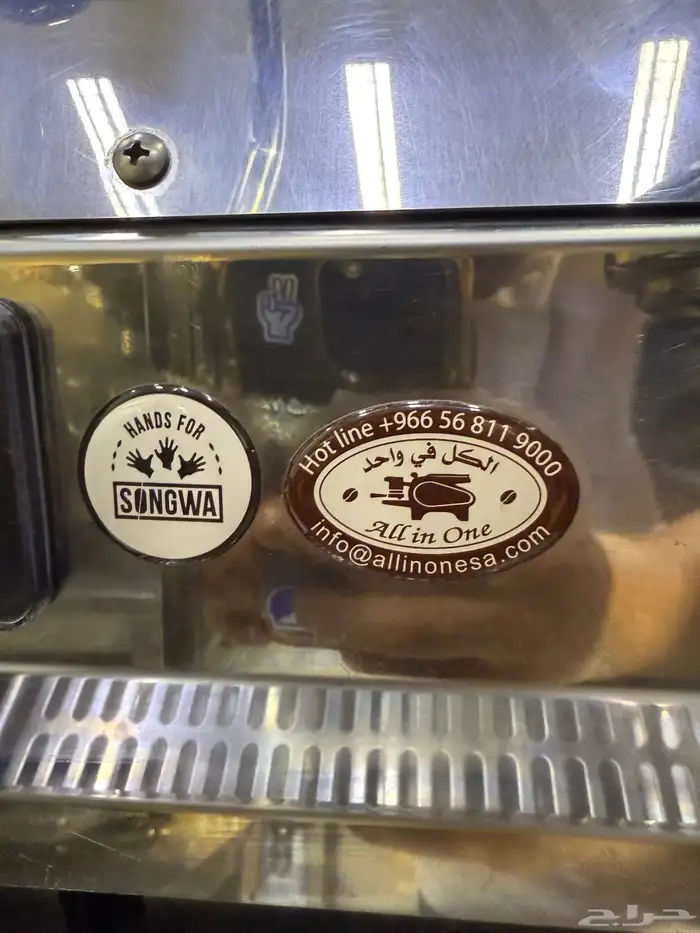 HANDS FOR
SONGWA
Hot line +966 56 811 9000
الكل في واحد
All in One
info@allinonesa.com
حراج